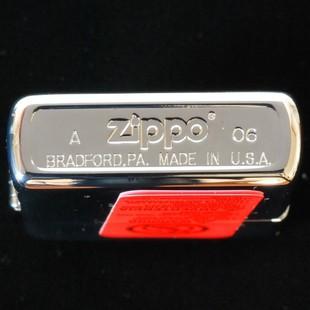 A zippo® 06
BRADFORD,PA. MADE IN U.S.A.